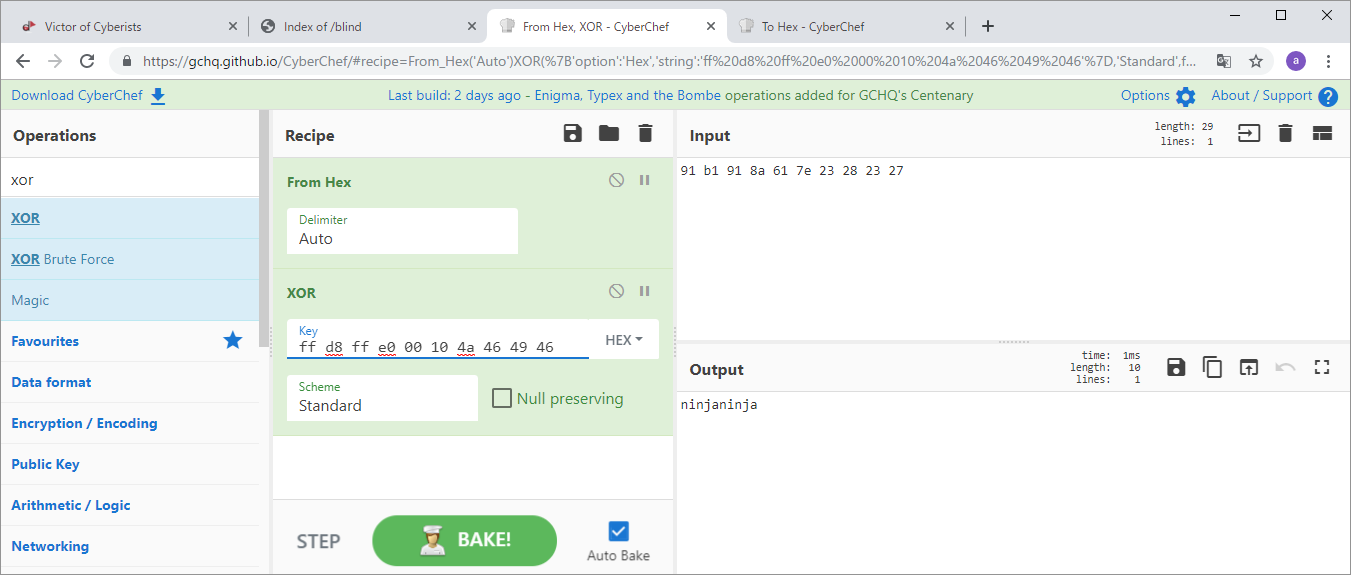 Victor of Cyberists
Index of /blind
From Hex, XOR - CyberChef
To Hex - CyberChef
https://gchq.github.io/CyberChef/#recipe=From_Hex('Auto')XOR(%7B'option':'Hex','string':'ff%20d8%20ff%20e0%2000%2010%204a%2046%2049%2046'%7D,'Standard',f...
a
Download CyberChef
Last build: 2 days ago - Enigma, Typex and the Bombe operations added for GCHQ's Centenary
Options
About / Support
?
Operations
xor
XOR
XOR Brute Force
Magic
Favourites
Data format
Encryption / Encoding
Public Key
Arithmetic / Logic
Networking
Recipe
From Hex
Delimiter
Auto
XOR
Key
ff d8 ff e0 00 10 4a 46 49 46
HEX
Scheme
Standard
Null preserving
STEP
BAKE!
Auto Bake
Input
length: 29
lines: 1
91 b1 91 8a 61 7e 23 28 23 27
Output
time: 1ms
length: 10
lines: 1
ninjaninja